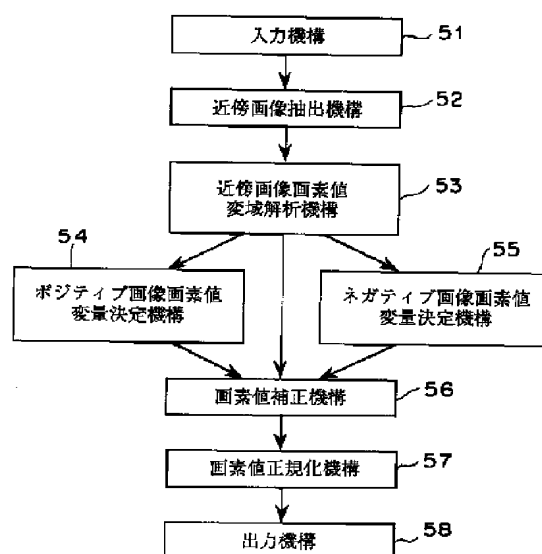 入力機構
51
近傍画像抽出機構
52
近傍画像画素値
変域解析機構
53
54
ポジティブ画像画素値
変量決定機構
55
ネガティブ画像画素値
変量決定機構
画素値補正機構
56
画素値正規化機構
57
出力機構
58